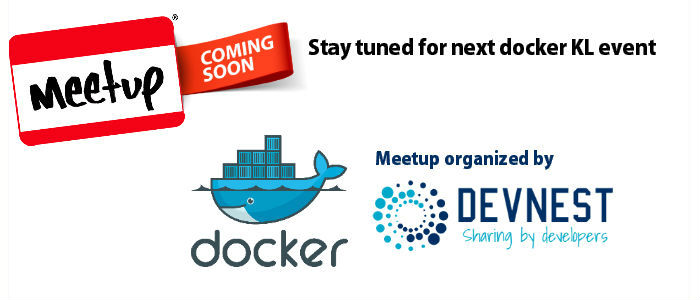 Meetup®
COMING
SOON
Stay tuned for next docker KL event
docker
Meetup organized by
DEVNEST
Sharing by developers